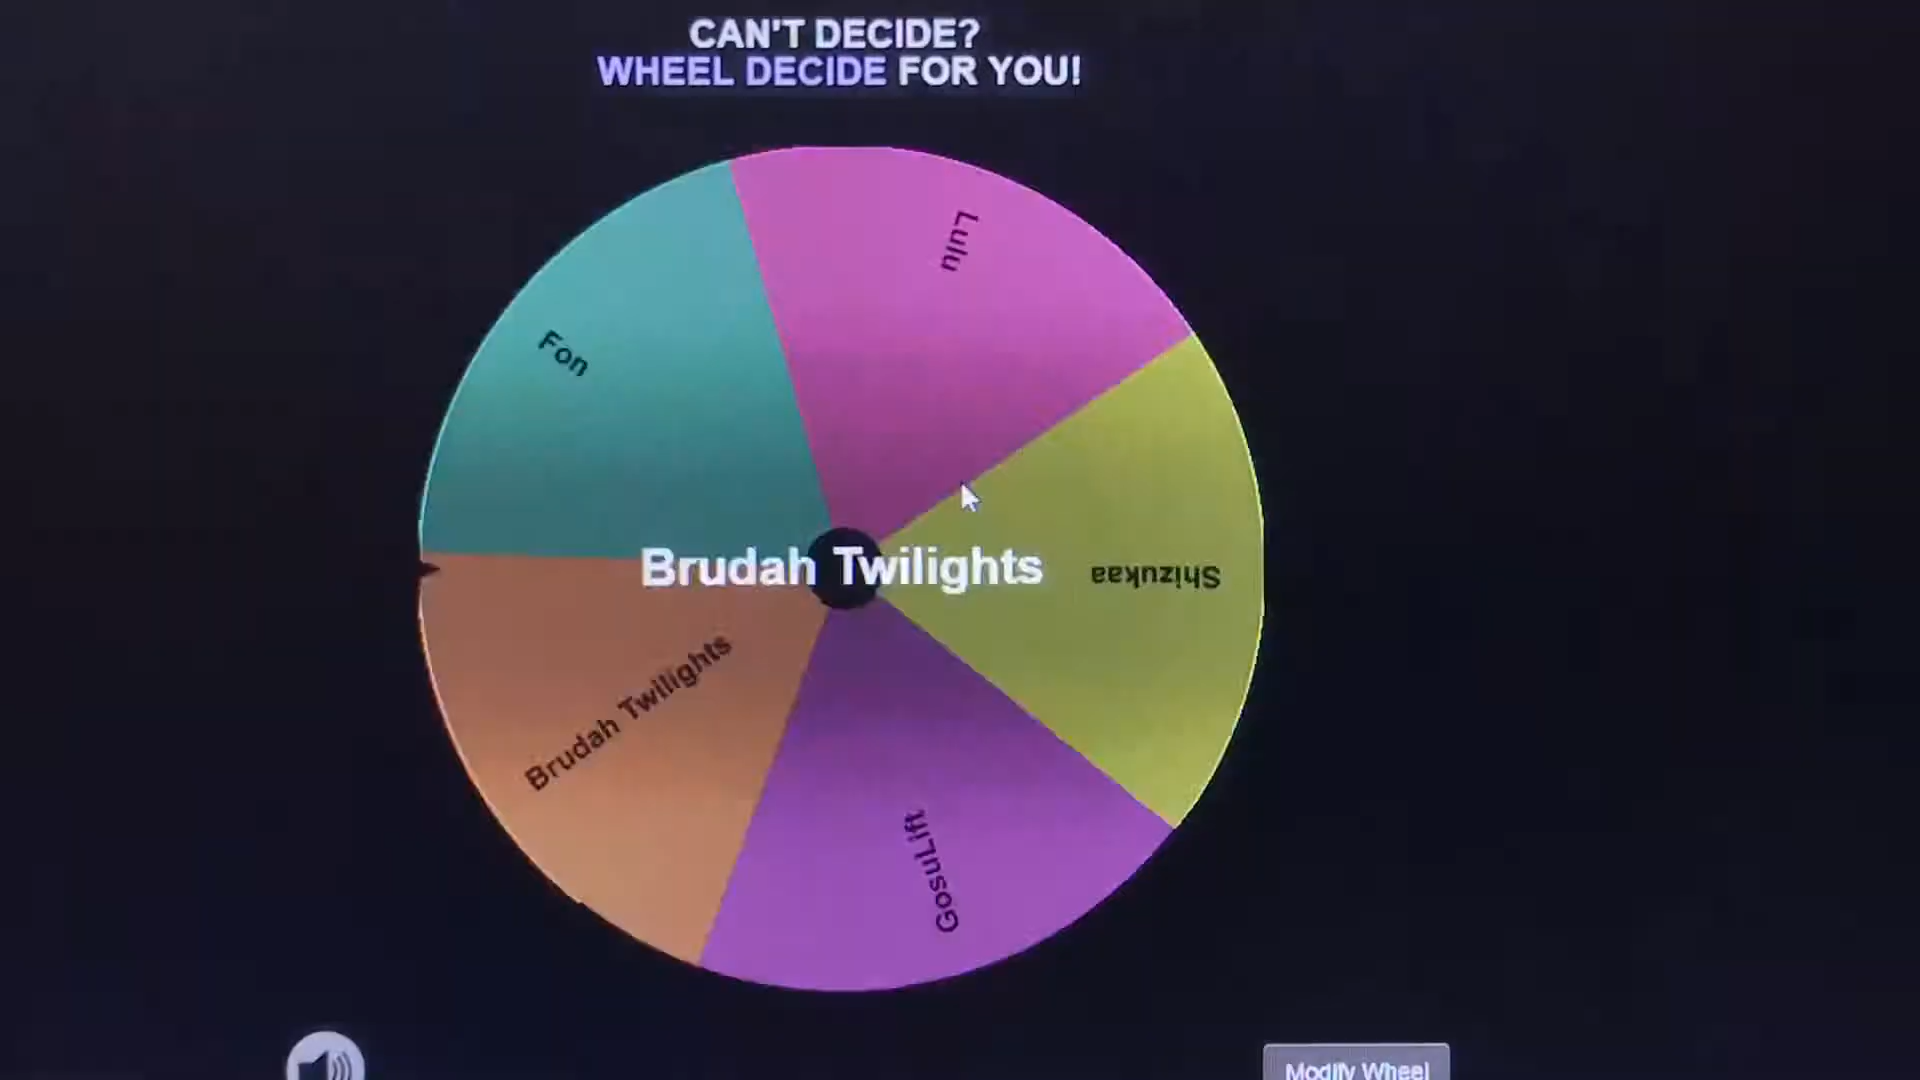 CAN'T DECIDE?
WHEEL DECIDE FOR YOU!
Lulu
Fon
Brudah Twilights
Shizukaa
Brudah Twilights
GosuLift
Modify Wheel